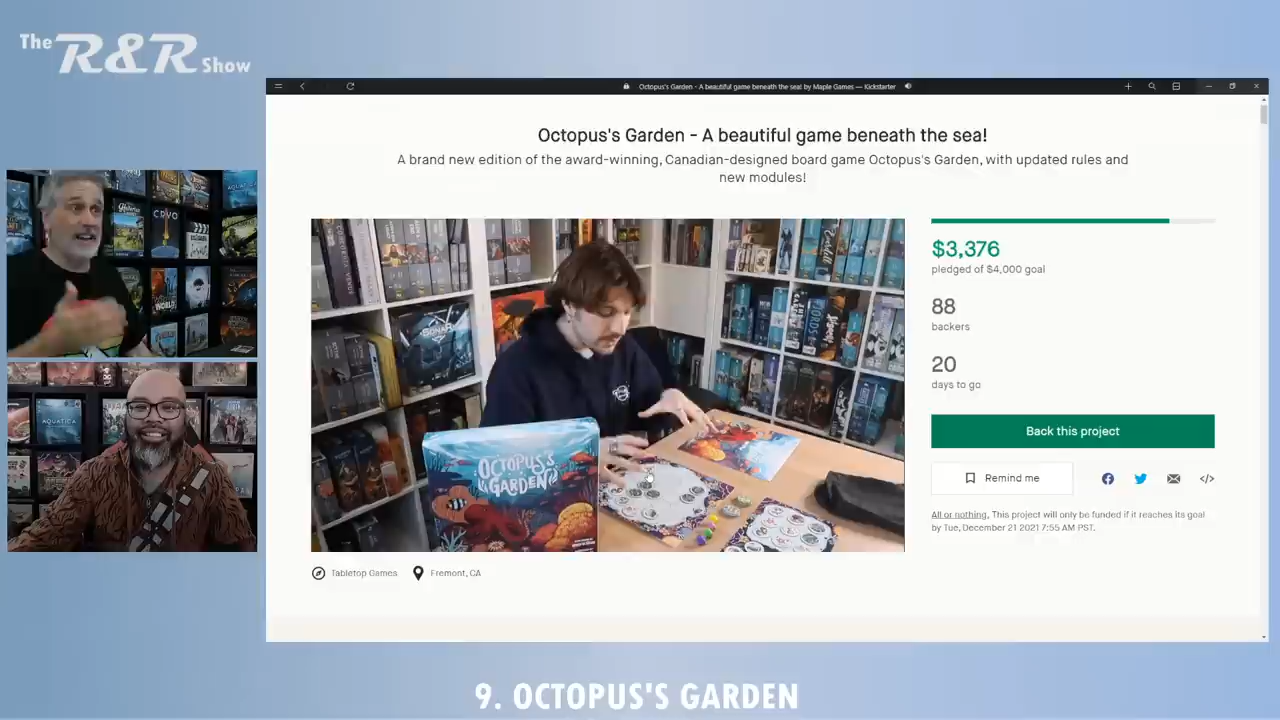 The R&R Show
Octopus's Garden - A beautiful game beneath the sea! by Maple Games — Kickstarter
Octopus's Garden - A beautiful game beneath the sea!
A brand new edition of the award-winning, Canadian-designed board game Octopus's Garden, with updated rules and
new modules!
AQUATICA
SONAR
OCTOPUS'S
GARDEN
$3,376
pledged of $4,000 goal
88
backers
20
days to go
Back this project
Remind me
</>
All or nothing. This project will only be funded if it reaches its goal
by Tue, December 21 2021 7:55 AM PST.
Tabletop Games
Fremont, CA
9. OCTOPUS'S GARDEN